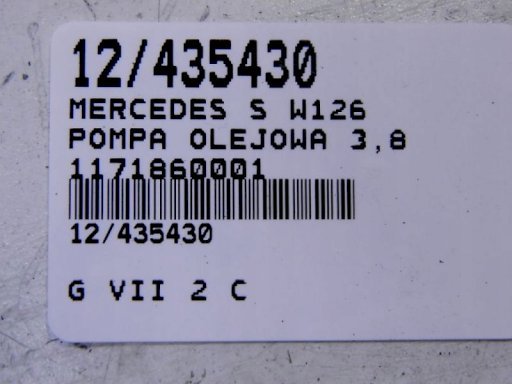 12/435430
MERCEDES S W126
POMPA OLEJOWA 3,8
1171860001
12/435430
G VII 2 C